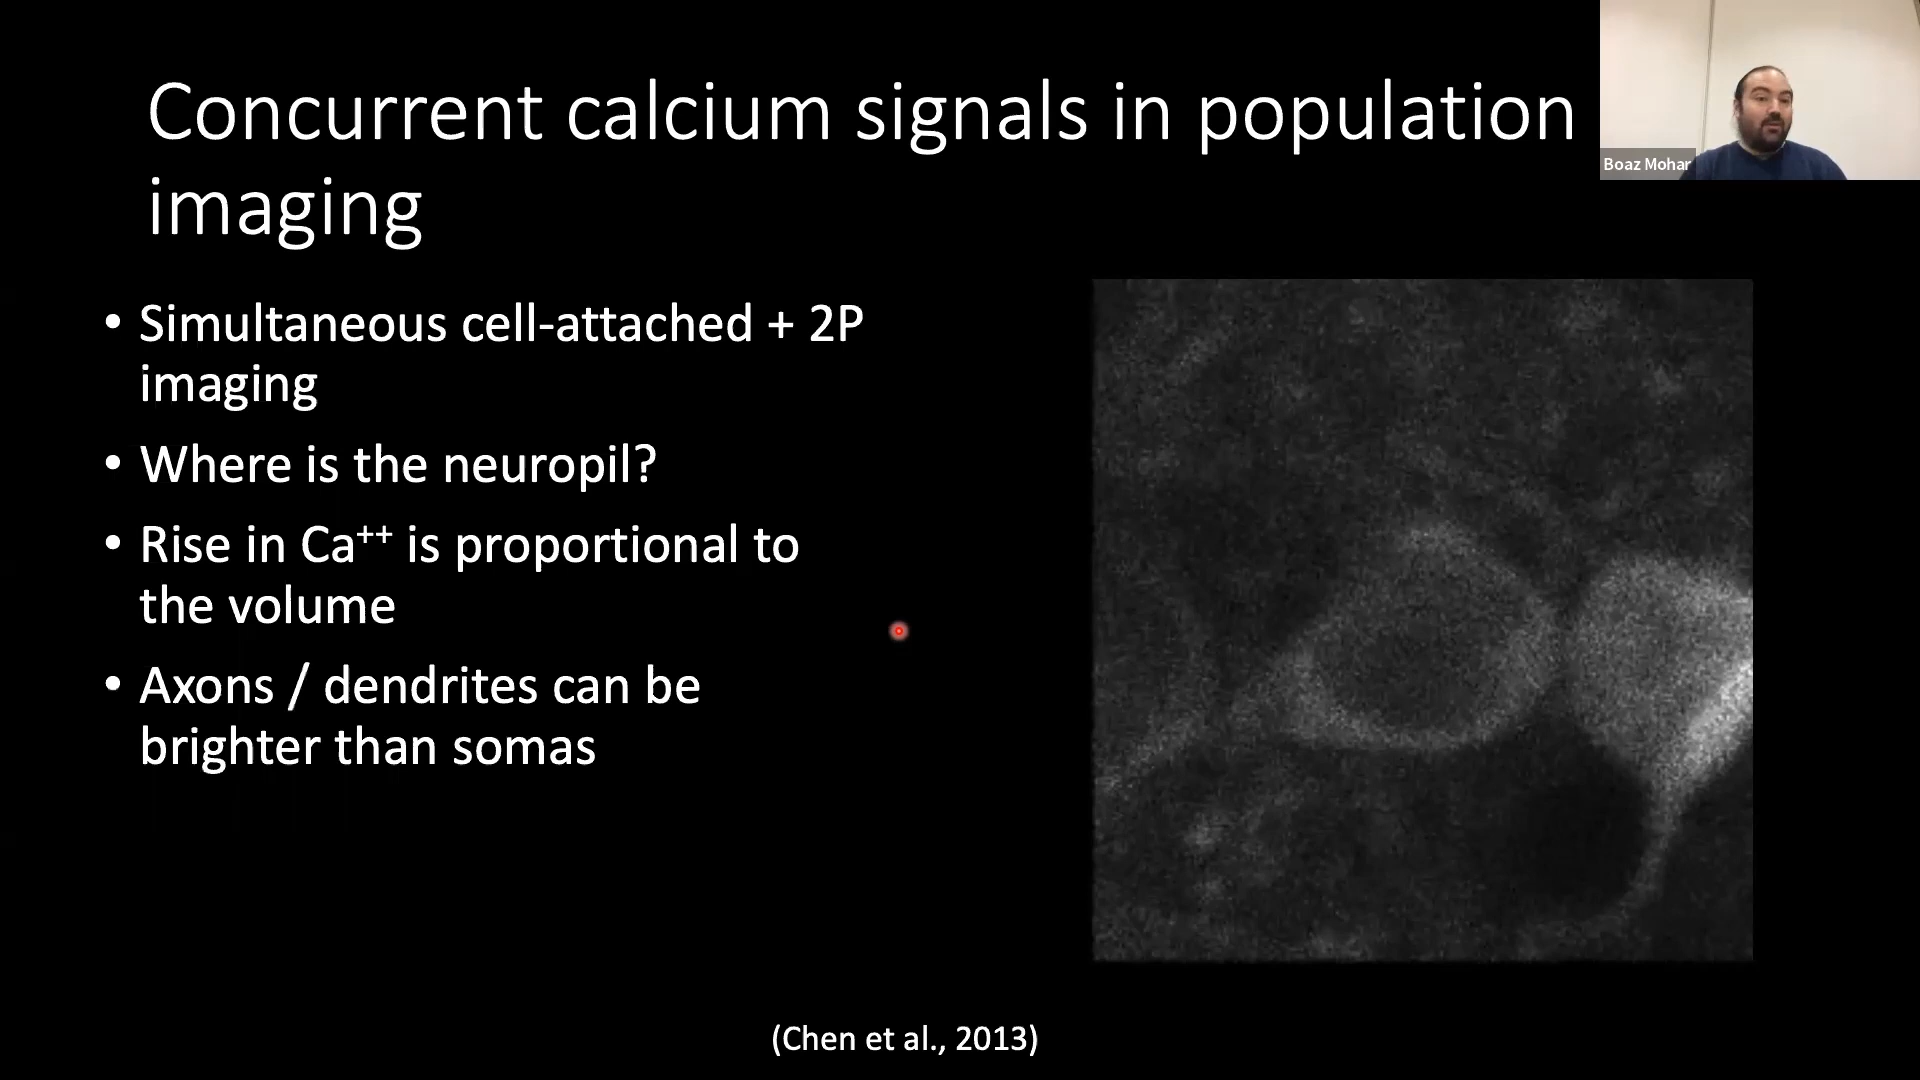 Concurrent calcium signals in population
imaging
Boaz Mohar
• Simultaneous cell-attached + 2P
imaging
• Where is the neuropil?
• Rise in Ca⁺⁺ is proportional to
the volume
• Axons / dendrites can be
brighter than somas
(Chen et al., 2013)